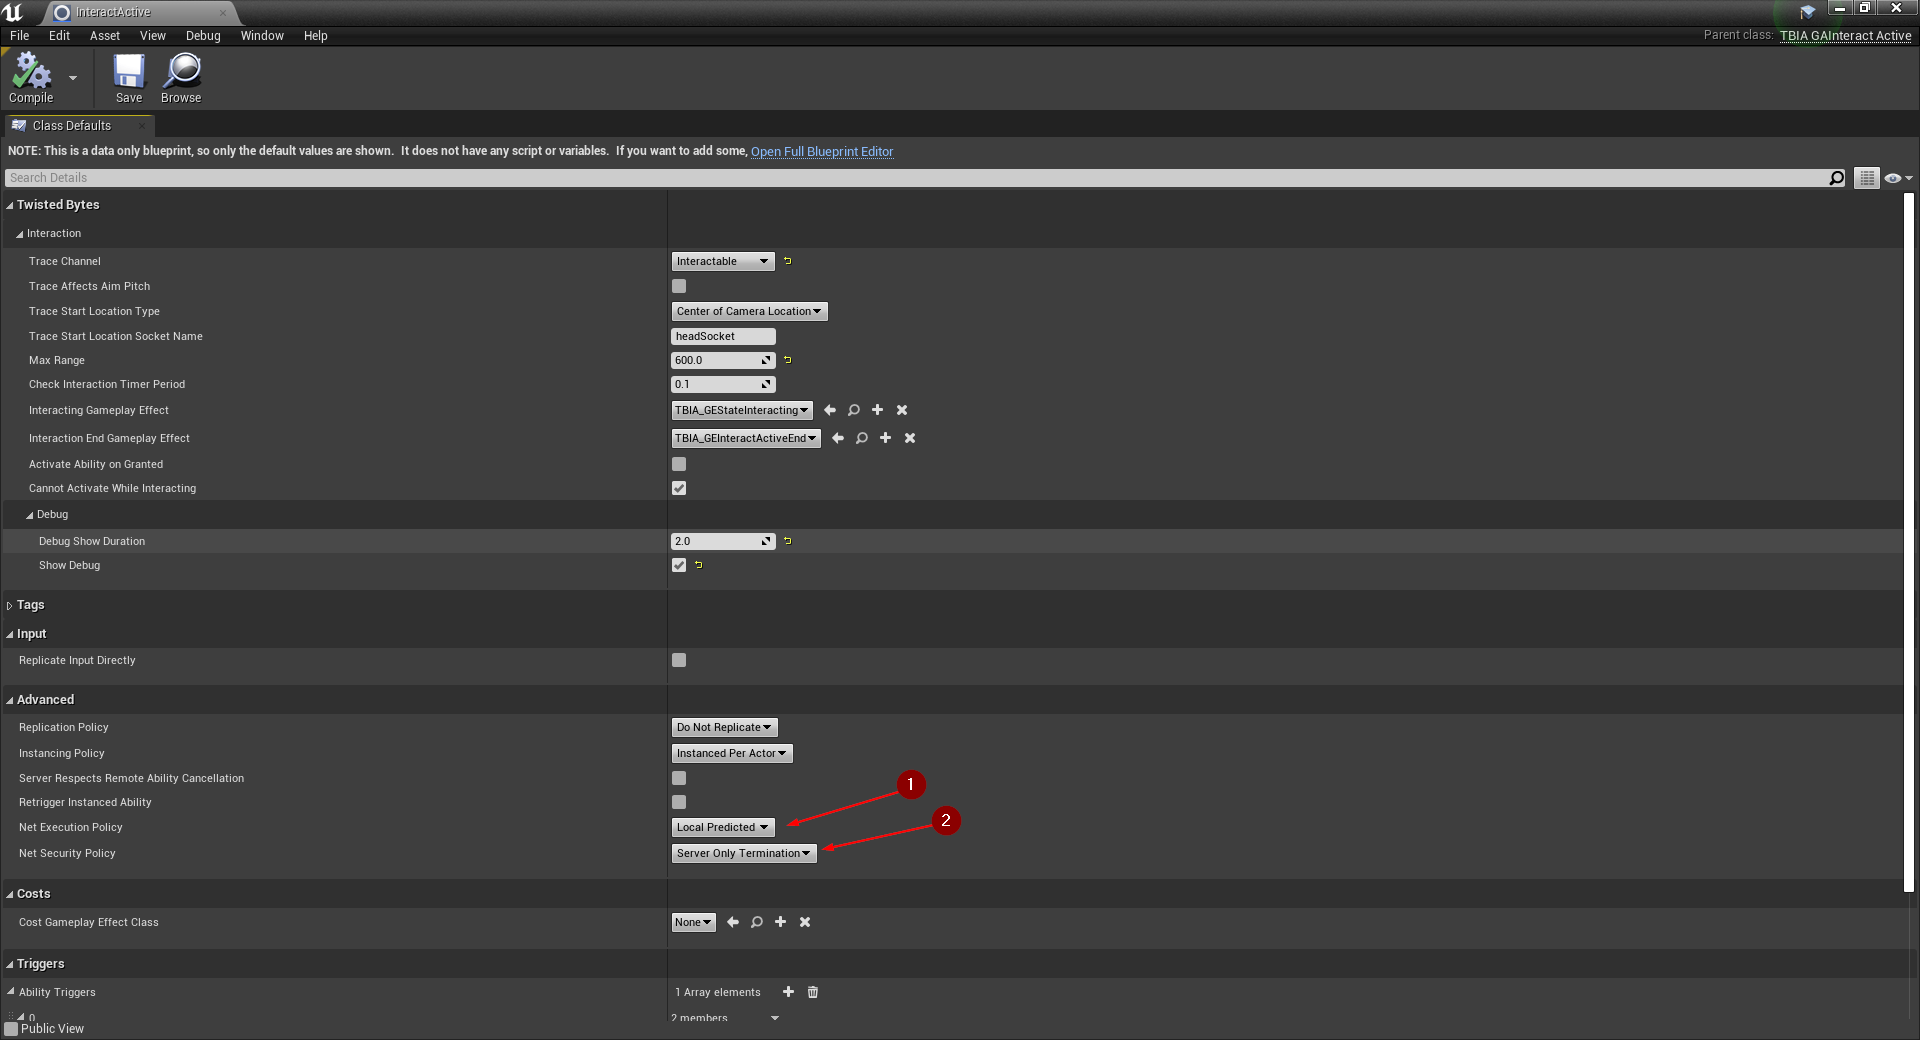 InteractActive
File Edit Asset View Debug Window Help
Parent class: TBIA GAInteract Active
Compile Save Browse
Class Defaults
NOTE: This is a data only blueprint, so only the default values are shown. It does not have any script or variables. If you want to add some, Open Full Blueprint Editor
Search Details
Twisted Bytes
Interaction
Trace Channel Interactable
Trace Affects Aim Pitch
Trace Start Location Type Center of Camera Location
Trace Start Location Socket Name headSocket
Max Range 600.0
Check Interaction Timer Period 0.1
Interacting Gameplay Effect TBIA_GEStateInteracting
Interaction End Gameplay Effect TBIA_GEInteractActiveEnd
Activate Ability on Granted
Cannot Activate While Interacting
Debug
Debug Show Duration 2.0
Show Debug
Tags
Input
Replicate Input Directly
Advanced
Replication Policy Do Not Replicate
Instancing Policy Instanced Per Actor
Server Respects Remote Ability Cancellation
1
Retrigger Instanced Ability
2
Net Execution Policy Local Predicted
Net Security Policy Server Only Termination
Costs
Cost Gameplay Effect Class None
Triggers
Ability Triggers 1 Array elements
0 2 members
Public View